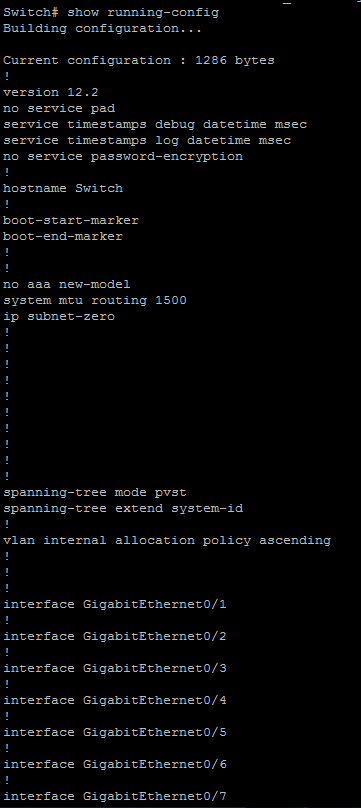 Switch# show running-config
Building configuration...
Current configuration : 1286 bytes
!
version 12.2
no service pad
service timestamps debug datetime msec
service timestamps log datetime msec
no service password-encryption
!
hostname Switch
!
boot-start-marker
boot-end-marker
!
!
no aaa new-model
system mtu routing 1500
ip subnet-zero
!
!
!
!
!
!
!
!
!
!
spanning-tree mode pvst
spanning-tree extend system-id
!
vlan internal allocation policy ascending
!
!
!
interface GigabitEthernet0/1
!
interface GigabitEthernet0/2
!
interface GigabitEthernet0/3
!
interface GigabitEthernet0/4
!
interface GigabitEthernet0/5
!
interface GigabitEthernet0/6
!
interface GigabitEthernet0/7